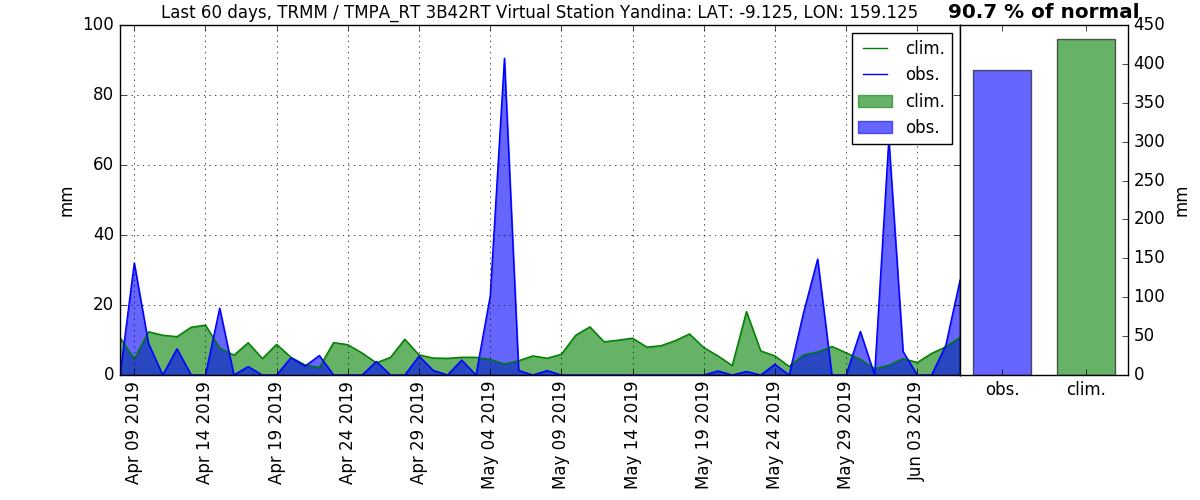 Last 60 days, TRMM / TMPA_RT 3B42RT Virtual Station Yandina: LAT: -9.125, LON: 159.125
90.7 % of normal
clim.
obs.
clim.
obs.
mm
100
80
60
40
20
0
Apr 09 2019
Apr 14 2019
Apr 19 2019
Apr 24 2019
Apr 29 2019
May 04 2019
May 09 2019
May 14 2019
May 19 2019
May 24 2019
May 29 2019
Jun 03 2019
450
400
350
300
250
200
150
100
50
0
mm
obs.
clim.